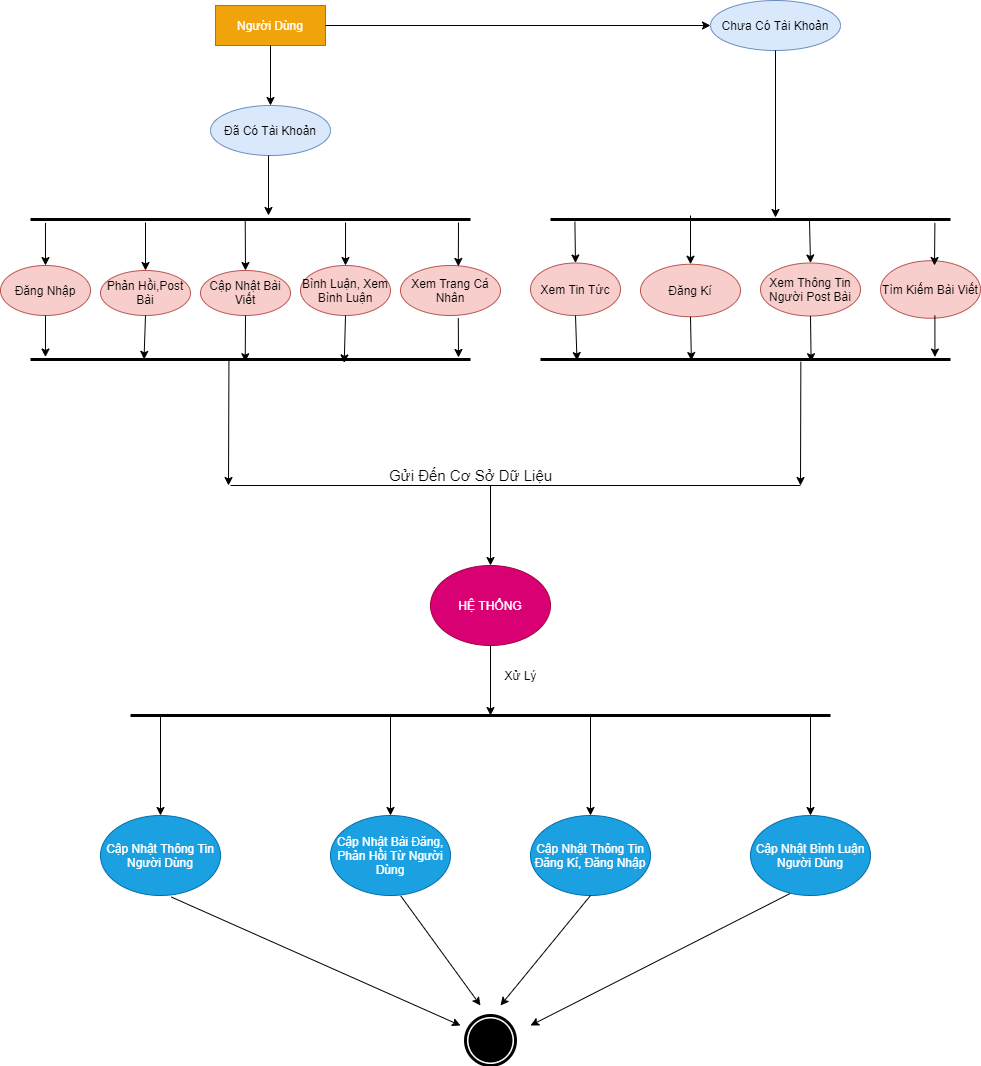 Người Dùng
Chưa Có Tài Khoản
Đã Có Tài Khoản
Đăng Nhập
Phản Hồi,Post
Bài
Cập Nhật Bài
Viết
Bình Luận, Xem
Bình Luận
Xem Trang Cá
Nhân
Xem Tin Tức
Đăng Kí
Xem Thông Tin
Người Post Bài
Tìm Kiếm Bài Viết
Gửi Đến Cơ Sở Dữ Liệu
HỆ THỐNG
Xử Lý
Cập Nhật Thông Tin
Người Dùng
Cập Nhật Bài Đăng,
Phản Hồi Từ Người
Dùng
Cập Nhật Thông Tin
Đăng Kí, Đăng Nhập
Cập Nhật Bình Luận
Người Dùng